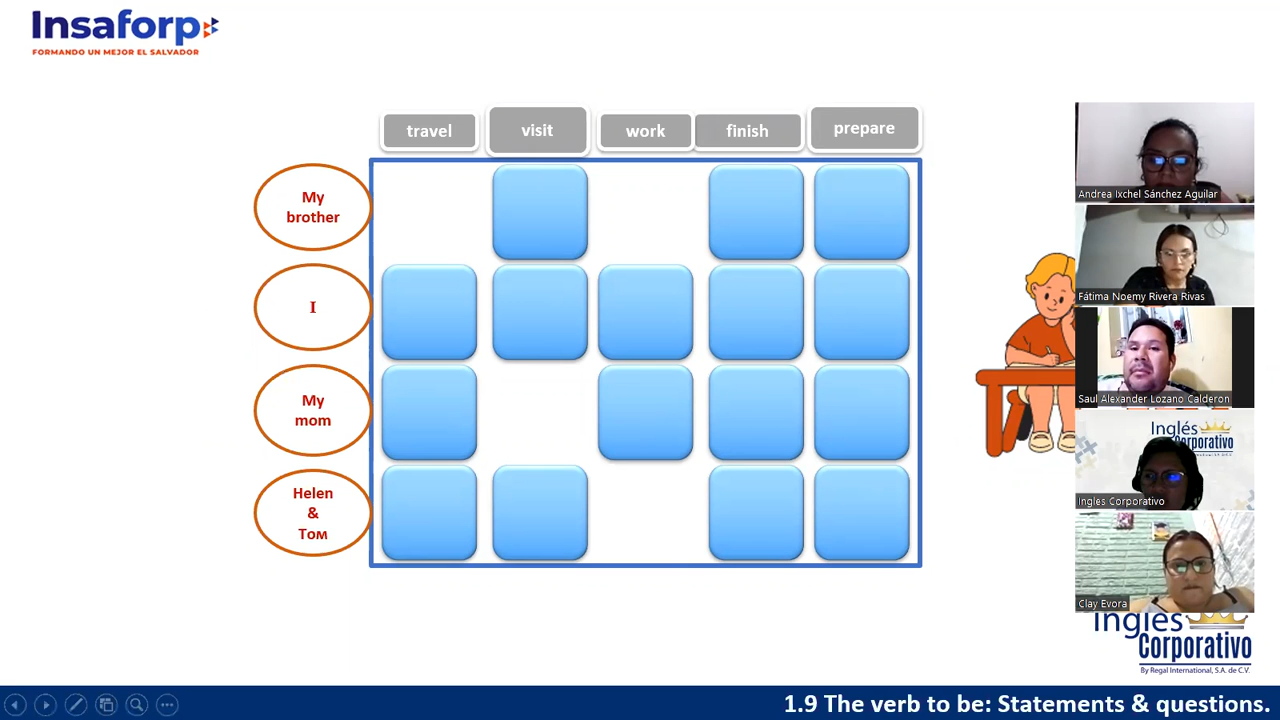 Insaforp
FORMANDO UN MEJOR EL SALVADOR
travel
visit
work
finish
prepare
My
brother
I
My
mom
Helen
&
Tom
Andrea Ixchel Sánchez Aguilar
Fátima Noemy Rivera Rivas
Saul Alexander Lozano Calderon
Inglés
Corporativo
Ingles Corporativo
Clay Evora
Inglés
Corporativo
By Regal International, S.A. de C.V.
1.9 The verb to be: Statements & questions.